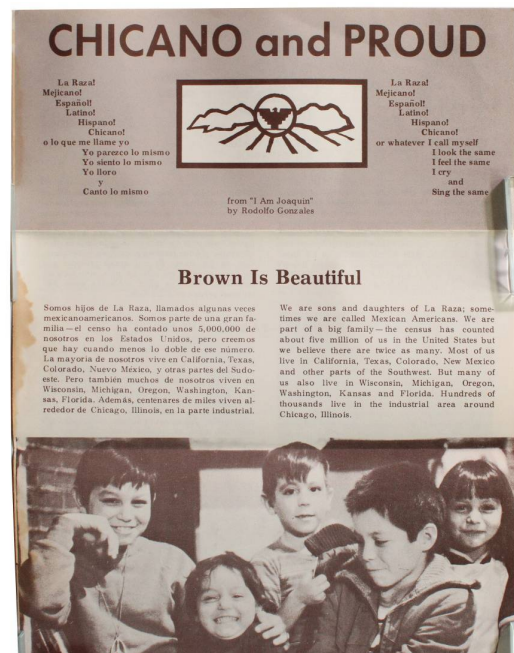 CHICANO and PROUD
La Raza!
Mejicano!
Español!
Latino!
Hispano!
Chicano!
o lo que me llame yo
Yo parezco lo mismo
Yo siento lo mismo
Yo lloro
y
Canto lo mismo
La Raza!
Mejicano!
Español!
Latino!
Hispano!
Chicano!
or whatever I call myself
I look the same
I feel the same
I cry
and
Sing the same
from "I Am Joaquin"
by Rodolfo Gonzales
Brown Is Beautiful
Somos hijos de La Raza, llamados algunas veces
mexicanoamericanos. Somos parte de una gran fa-
milia — el censo ha contado unos 5,000,000 de
nosotros en los Estados Unidos, pero creemos
que hay cuando menos lo doble de ese número.
La mayoría de nosotros vive en California, Texas,
Colorado, Nuevo México, y otras partes del Sudo-
este. Pero también muchos de nosotros viven en
Wisconsin, Michigan, Oregon, Washington, Kan-
sas, Florida. Además, centenares de miles viven al-
rededor de Chicago, Illinois, en la parte industrial.
We are sons and daughters of La Raza; some-
times we are called Mexican Americans. We are
part of a big family — the census has counted
about five million of us in the United States but
we believe there are twice as many. Most of us
live in California, Texas, Colorado, New Mexico
and other parts of the Southwest. But many of
us also live in Wisconsin, Michigan, Oregon,
Washington, Kansas and Florida. Hundreds of
thousands live in the industrial area around
Chicago, Illinois.